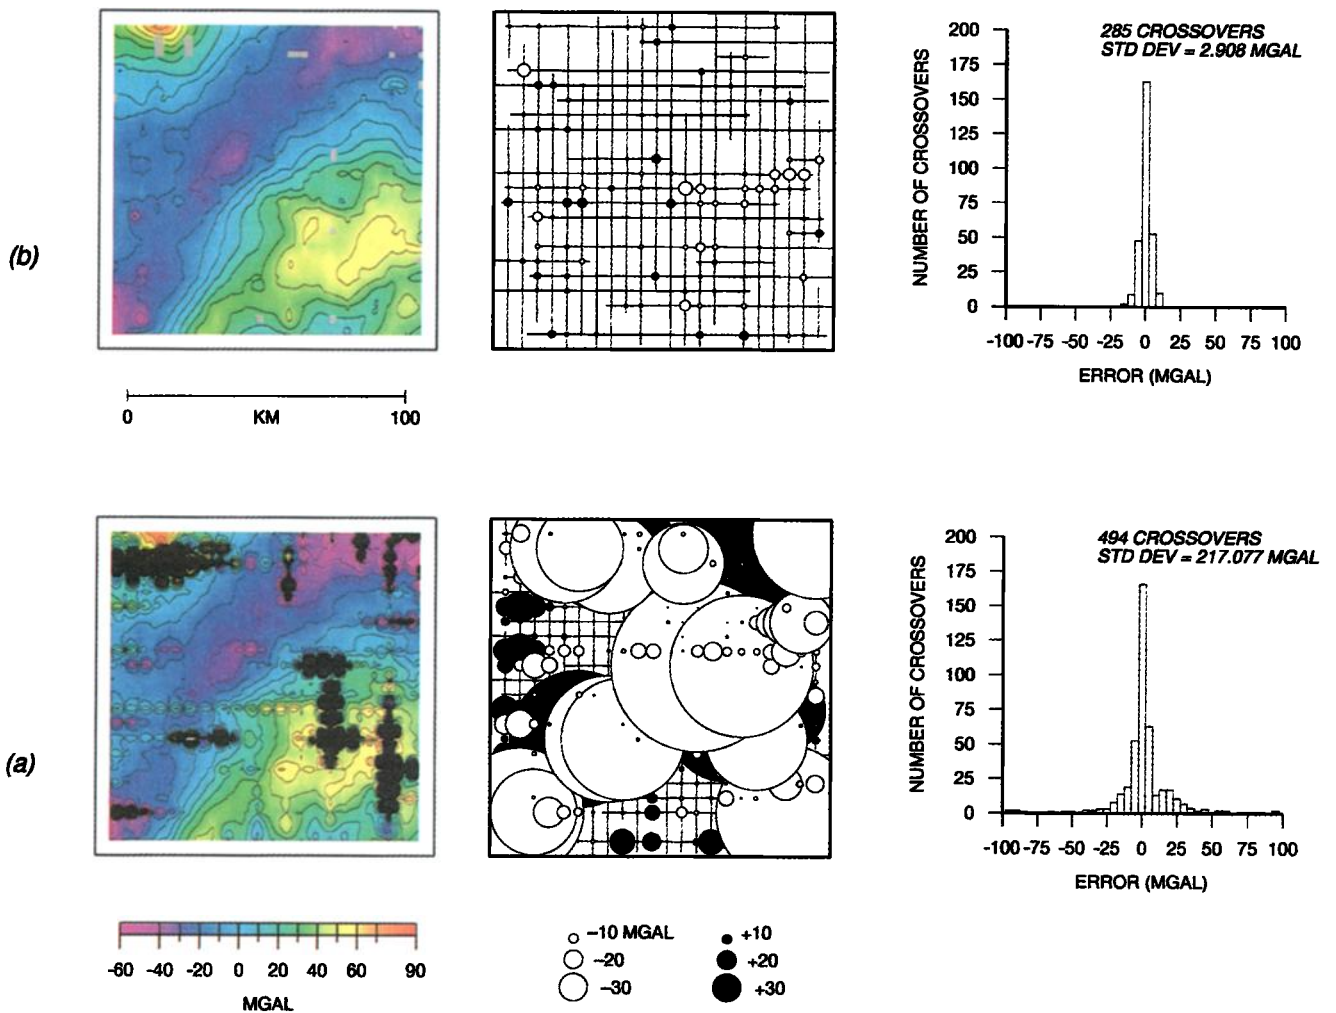 (b)
0 KM 100
285 CROSSOVERS
STD DEV = 2.908 MGAL
NUMBER OF CROSSOVERS
200
175
150
125
100
75
50
25
0
-100 -75 -50 -25 0 25 50 75 100
ERROR (MGAL)
(a)
494 CROSSOVERS
STD DEV = 217.077 MGAL
NUMBER OF CROSSOVERS
200
175
150
125
100
75
50
25
0
-100 -75 -50 -25 0 25 50 75 100
ERROR (MGAL)
-60 -40 -20 0 20 40 60 90
MGAL
-10 MGAL +10
-20 +20
-30 +30